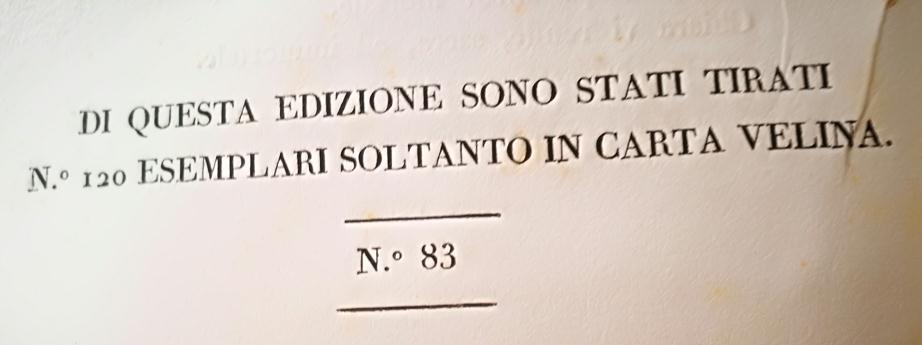 DI QUESTA EDIZIONE SONO STATI TIRATI
N.º 120 ESEMPLARI SOLTANTO IN CARTA VELINA.
N.º 83